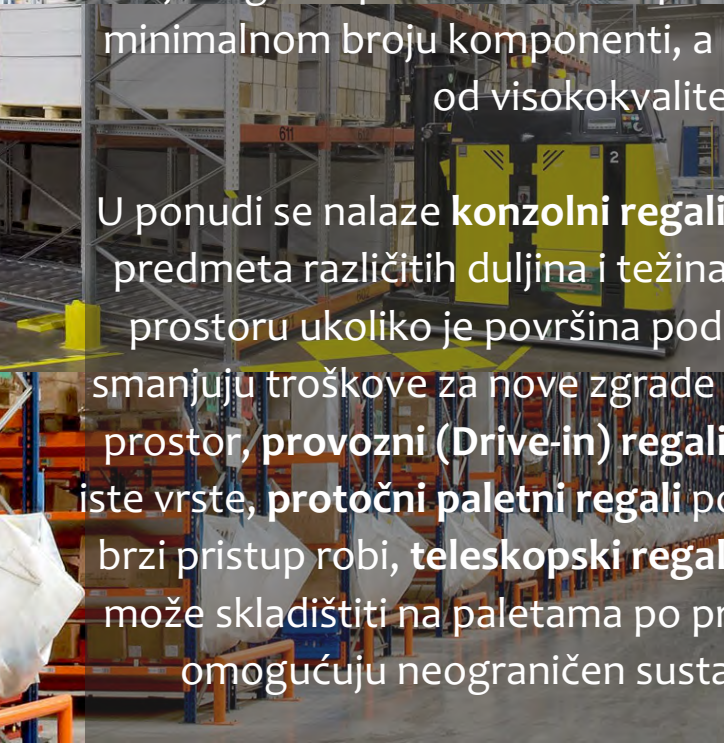 minimalnom broju komponenti, a
od visokokvalite
U ponudi se nalaze konzolni regali
predmeta različitih duljina i težina
prostoru ukoliko je površina pod
smanjuju troškove za nove zgrade
prostor, provozni (Drive-in) regali
iste vrste, protočni paletni regali po
brzi pristup robi, teleskopski regal
može skladištiti na paletama po pr
omogućuju neograničen susta
611
2